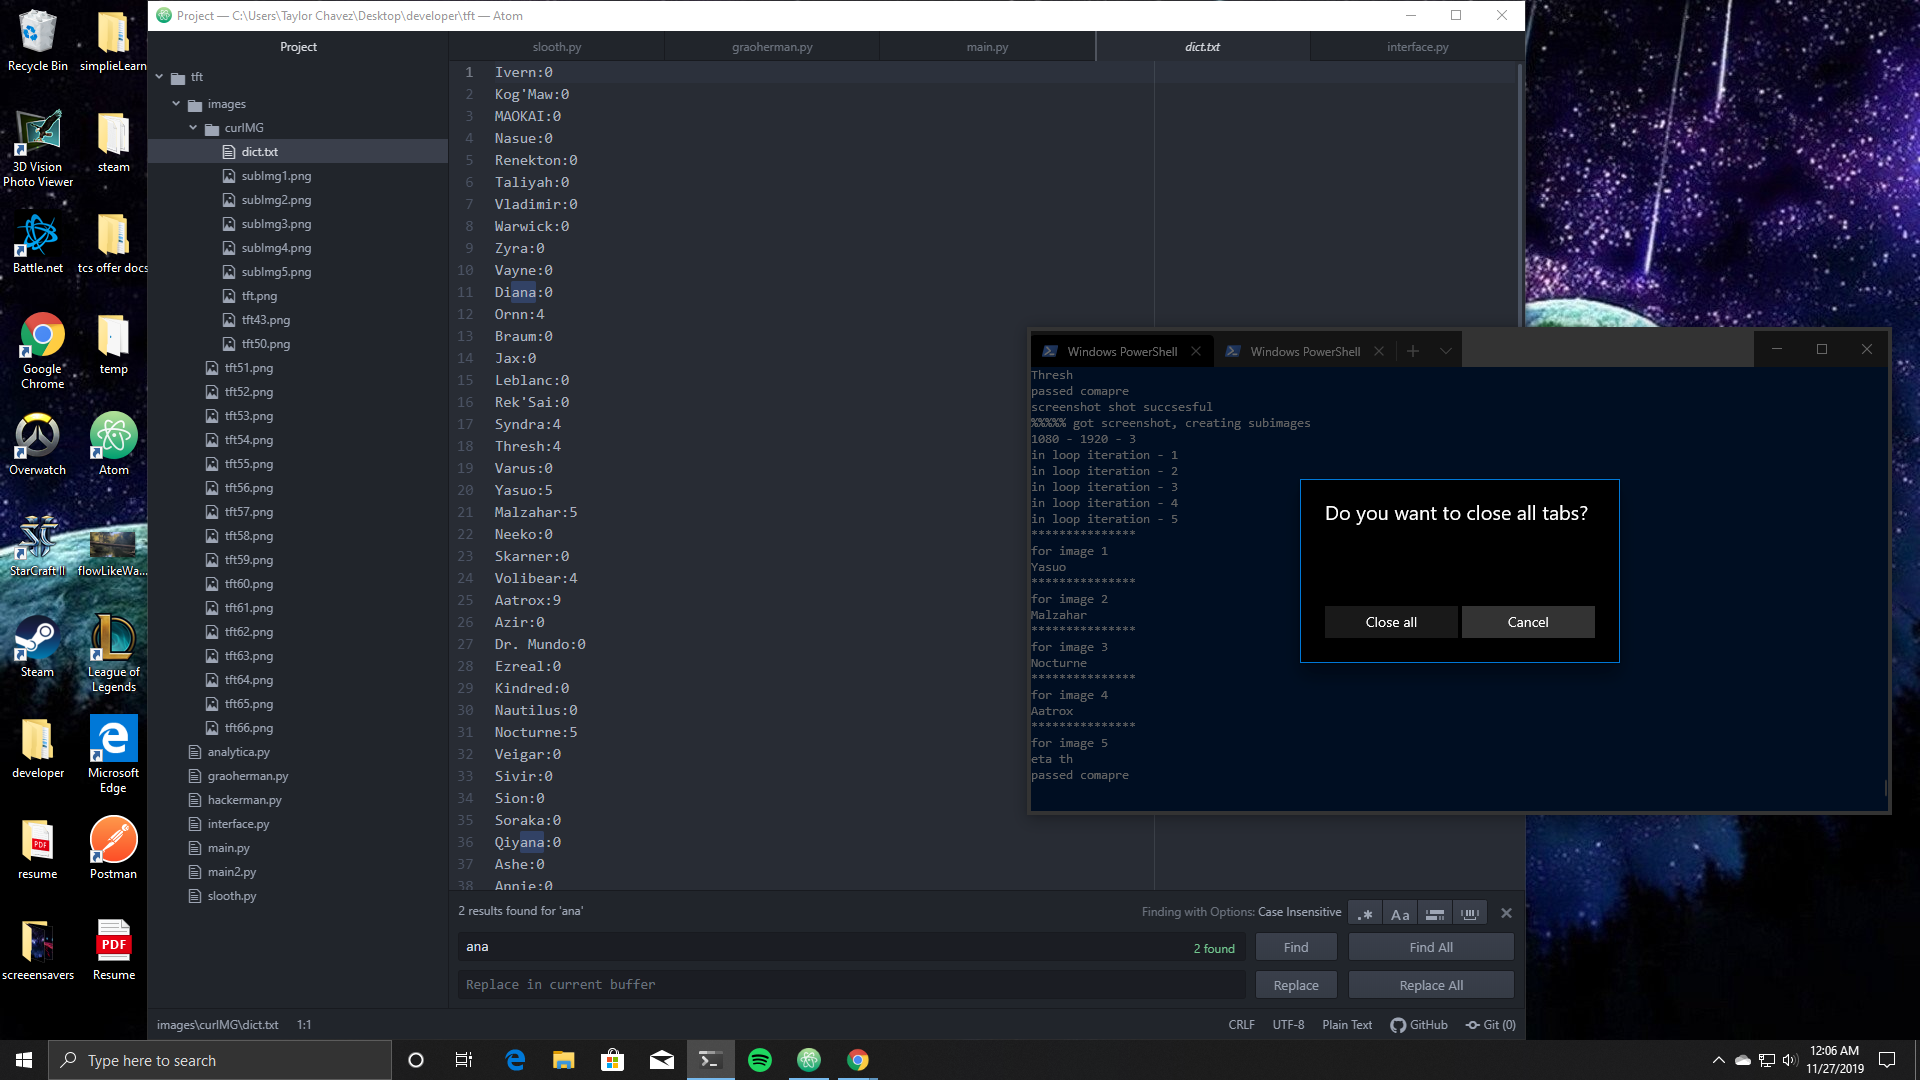 Recycle Bin
simplieLearn
3D Vision
Photo Viewer
steam
Battle.net
tcs offer docs
Google
Chrome
temp
Overwatch
Atom
StarCraft II
flowLikeWa...
Steam
League of
Legends
developer
Microsoft
Edge
resume
Postman
screeensavers
PDF
Resume
Project — C:\Users\Taylor Chavez\Desktop\developer\tft — Atom
Project
tft
images
curIMG
dict.txt
subImg1.png
subImg2.png
subImg3.png
subImg4.png
subImg5.png
tft.png
tft43.png
tft50.png
tft51.png
tft52.png
tft53.png
tft54.png
tft55.png
tft56.png
tft57.png
tft58.png
tft59.png
tft60.png
tft61.png
tft62.png
tft63.png
tft64.png
tft65.png
tft66.png
analytica.py
graoherman.py
hackerman.py
interface.py
main.py
main2.py
slooth.py
slooth.py
graoherman.py
main.py
dict.txt
interface.py
1 Ivern:0
2 Kog'Maw:0
3 MAOKAI:0
4 Nasue:0
5 Renekton:0
6 Taliyah:0
7 Vladimir:0
8 Warwick:0
9 Zyra:0
10 Vayne:0
11 Diana:0
12 Ornn:4
13 Braum:0
14 Jax:0
15 Leblanc:0
16 Rek'Sai:0
17 Syndra:4
18 Thresh:4
19 Varus:0
20 Yasuo:5
21 Malzahar:5
22 Neeko:0
23 Skarner:0
24 Volibear:4
25 Aatrox:9
26 Azir:0
27 Dr. Mundo:0
28 Ezreal:0
29 Kindred:0
30 Nautilus:0
31 Nocturne:5
32 Veigar:0
33 Sivir:0
34 Sion:0
35 Soraka:0
36 Qiyana:0
37 Ashe:0
38 Annie:0
2 results found for 'ana'
Finding with Options: Case Insensitive
.* Aa
ana
2 found
Find
Find All
Replace in current buffer
Replace
Replace All
images\curIMG\dict.txt 1:1
CRLF UTF-8 Plain Text GitHub Git (0)
Windows PowerShell
Windows PowerShell
Thresh
passed comapre
screenshot shot succsesful
%%%%% got screenshot, creating subimages
1080 - 1920 - 3
in loop iteration - 1
in loop iteration - 2
in loop iteration - 3
in loop iteration - 4
in loop iteration - 5
***************
for image 1
Yasuo
***************
for image 2
Malzahar
***************
for image 3
Nocturne
***************
for image 4
Aatrox
***************
for image 5
eta th
passed comapre
Do you want to close all tabs?
Close all
Cancel
Type here to search
12:06 AM
11/27/2019